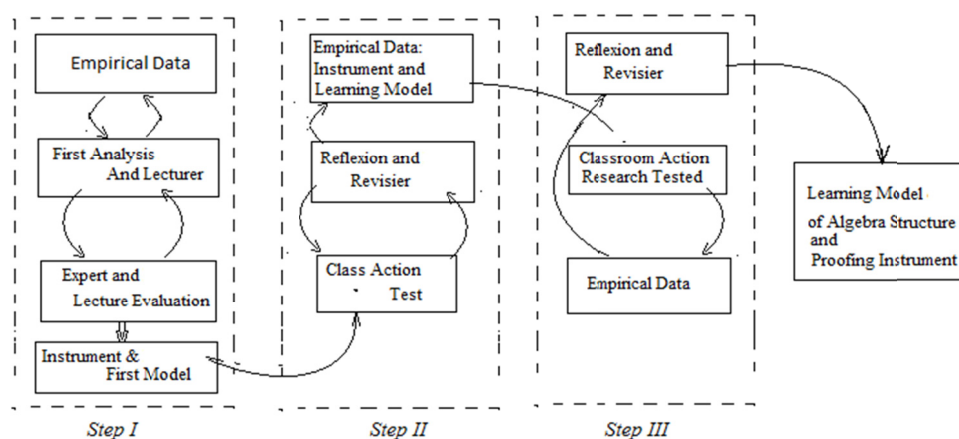 Empirical Data
First Analysis
And Lecturer
Expert and
Lecture Evaluation
Instrument &
First Model
Step I
Empirical Data:
Instrument and
Learning Model
Reflexion and
Revisier
Class Action
Test
Step II
Reflexion and
Revisier
Classroom Action
Research Tested
Empirical Data
Step III
Learning Model
of Algebra Structure
and
Proofing Instrument